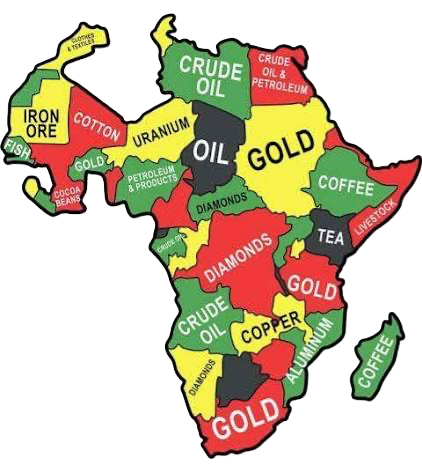 CLOTHES
& TEXTILES
CRUDE
OIL
CRUDE
OIL &
PETROLEUM
IRON
ORE
COTTON
URANIUM
OIL
GOLD
FISH
GOLD
PETROLEUM
& PRODUCTS
COFFEE
COCOA
BEANS
DIAMONDS
LIVESTOCK
CRUDE OIL
DIAMONDS
TEA
GOLD
CRUDE
OIL
COPPER
ALUMINUM
DIAMONDS
COFFEE
GOLD